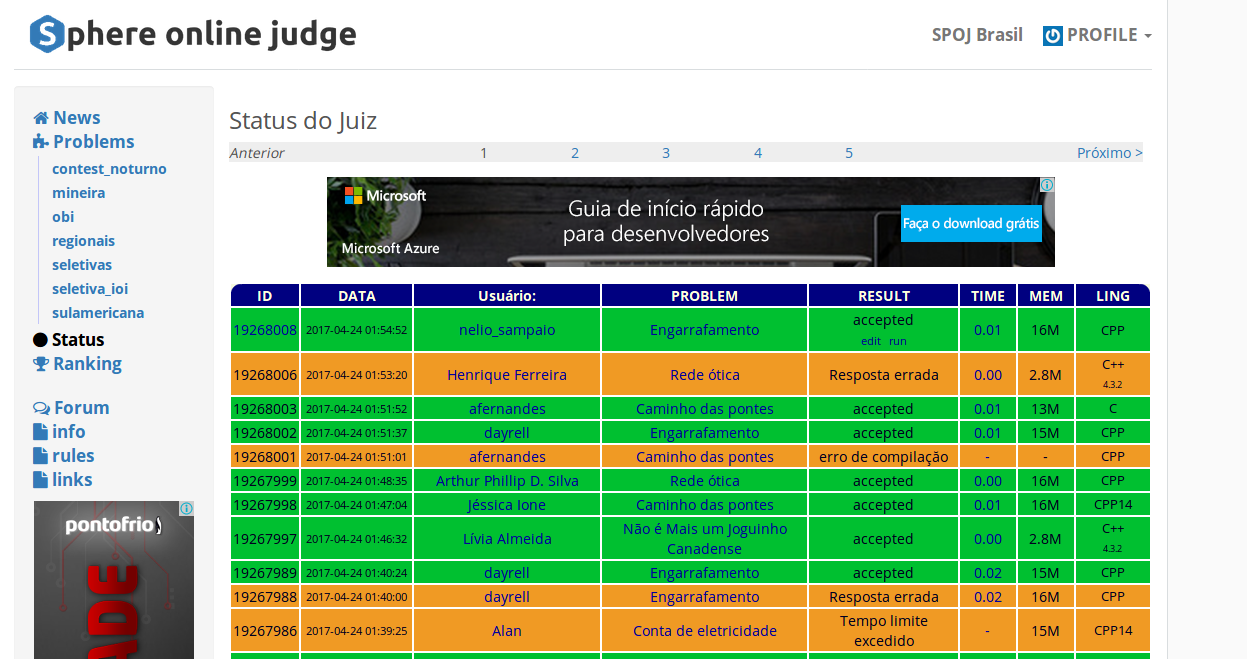 Sphere online judge
SPOJ Brasil PROFILE
News
Problems
contest_noturno
mineira
obi
regionais
seletivas
seletiva_ioi
sulamericana
Status
Ranking
Forum
info
rules
links
pontofrio
ADE
Status do Juiz
Anterior 1 2 3 4 5 Próximo >
Microsoft
Guia de início rápido
para desenvolvedores
Faça o download grátis
Microsoft Azure
ID DATA Usuário: PROBLEM RESULT TIME MEM LING
19268008 2017-04-24 01:54:52 nelio_sampaio Engarrafamento accepted 0.01 16M CPP
edit run
19268006 2017-04-24 01:53:20 Henrique Ferreira Rede ótica Resposta errada 0.00 2.8M C++
4.3.2
19268003 2017-04-24 01:51:52 afernandes Caminho das pontes accepted 0.01 13M C
19268002 2017-04-24 01:51:37 dayrell Engarrafamento accepted 0.01 15M CPP
19268001 2017-04-24 01:51:01 afernandes Caminho das pontes erro de compilação - - CPP
19267999 2017-04-24 01:48:35 Arthur Phillip D. Silva Rede ótica accepted 0.00 16M CPP
19267998 2017-04-24 01:47:04 Jéssica Ione Caminho das pontes accepted 0.01 16M CPP14
19267997 2017-04-24 01:46:32 Lívia Almeida Não é Mais um Joguinho accepted 0.00 2.8M C++
Canadense 4.3.2
19267989 2017-04-24 01:40:24 dayrell Engarrafamento accepted 0.02 15M CPP
19267988 2017-04-24 01:40:00 dayrell Engarrafamento Resposta errada 0.02 16M CPP
19267986 2017-04-24 01:39:25 Alan Conta de eletricidade Tempo limite - 15M CPP14
excedido